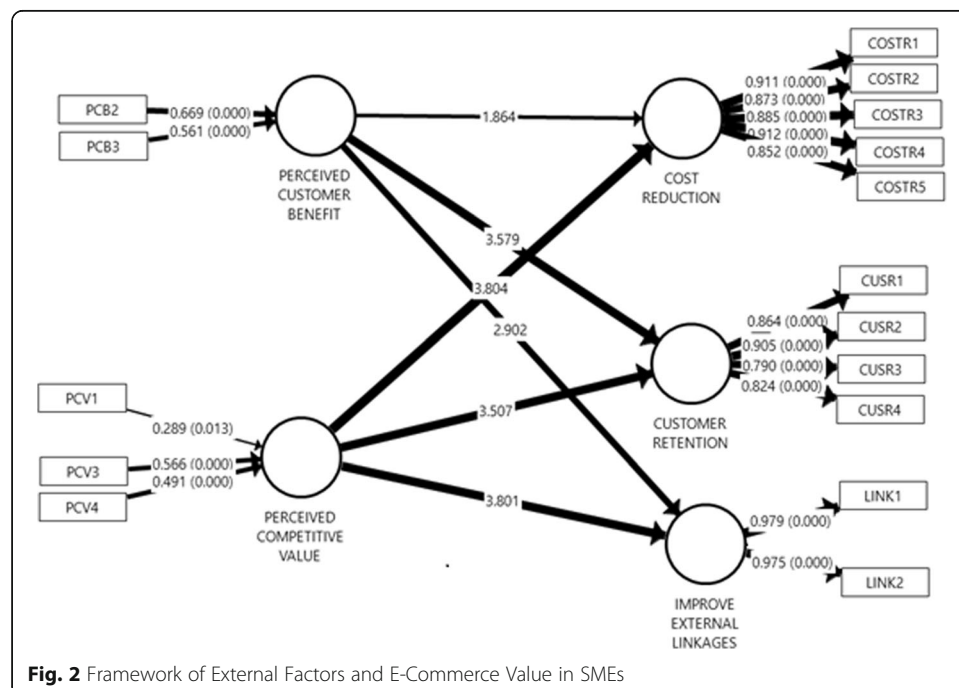 COSTR1
0.911 (0.000)
COSTR2
0.873 (0.000)
PCB2
0.669 (0.000)
1.864
0.885 (0.000)
COSTR3
0.561 (0.000)
PCB3
0.912 (0.000)
COSTR4
0.852 (0.000)
PERCEIVED
CUSTOMER
BENEFIT
COST
REDUCTION
COSTR5
3.579
3.804
CUSR1
2.902
0.864 (0.000)
CUSR2
0.905 (0.000)
0.790 (0.000)
CUSR3
0.824 (0.000)
PCV1
3.507
CUSTOMER
RETENTION
CUSR4
0.289 (0.013)
PCV3
0.566 (0.000)
0.491 (0.000)
PCV4
3.801
LINK1
PERCEIVED
COMPETITIVE
VALUE
0.979 (0.000)
0.975 (0.000)
LINK2
IMPROVE
EXTERNAL
LINKAGES
Fig. 2 Framework of External Factors and E-Commerce Value in SMEs